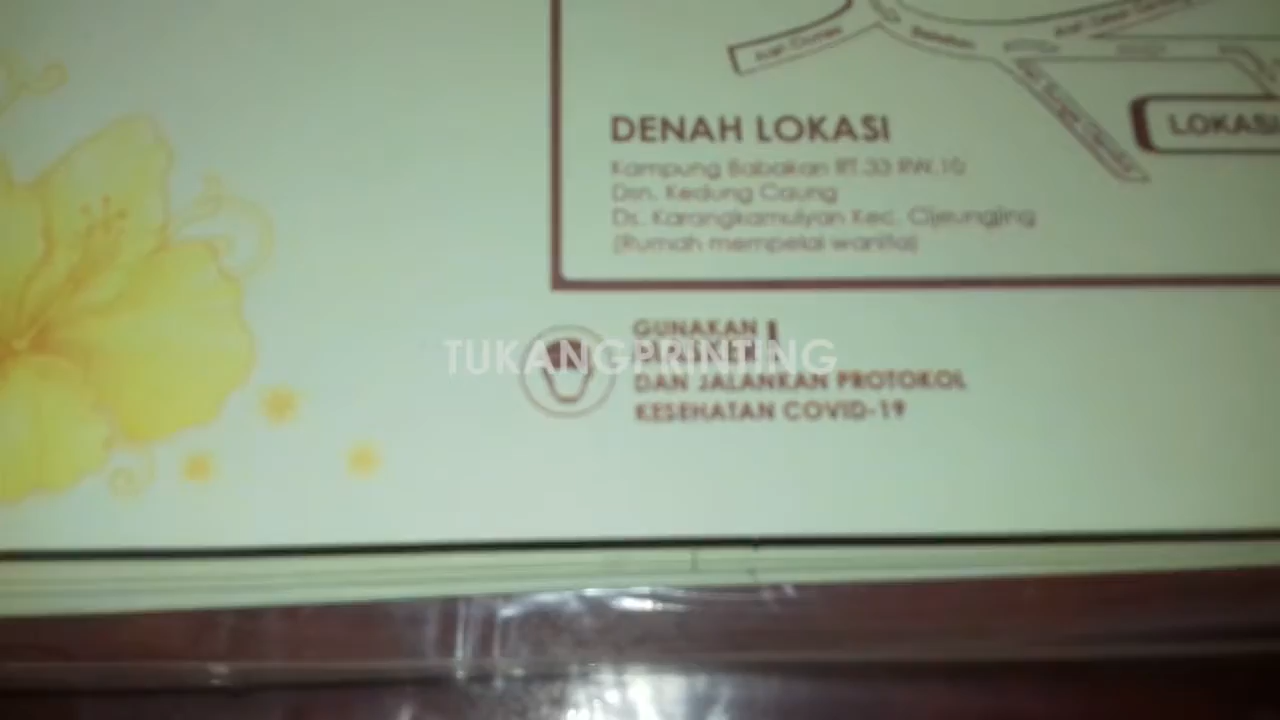 LOKASI
DENAH LOKASI
Kampung Babakan RT.33 RW.10
Dsn. Kedung Caung
Ds. Karangkamulyan Kec. Cijeungjing
(Rumah mempelai wanita)
GUNAKAN
TUKANGPRINTING
DAN JALANKAN PROTOKOL
KESEHATAN COVID-19